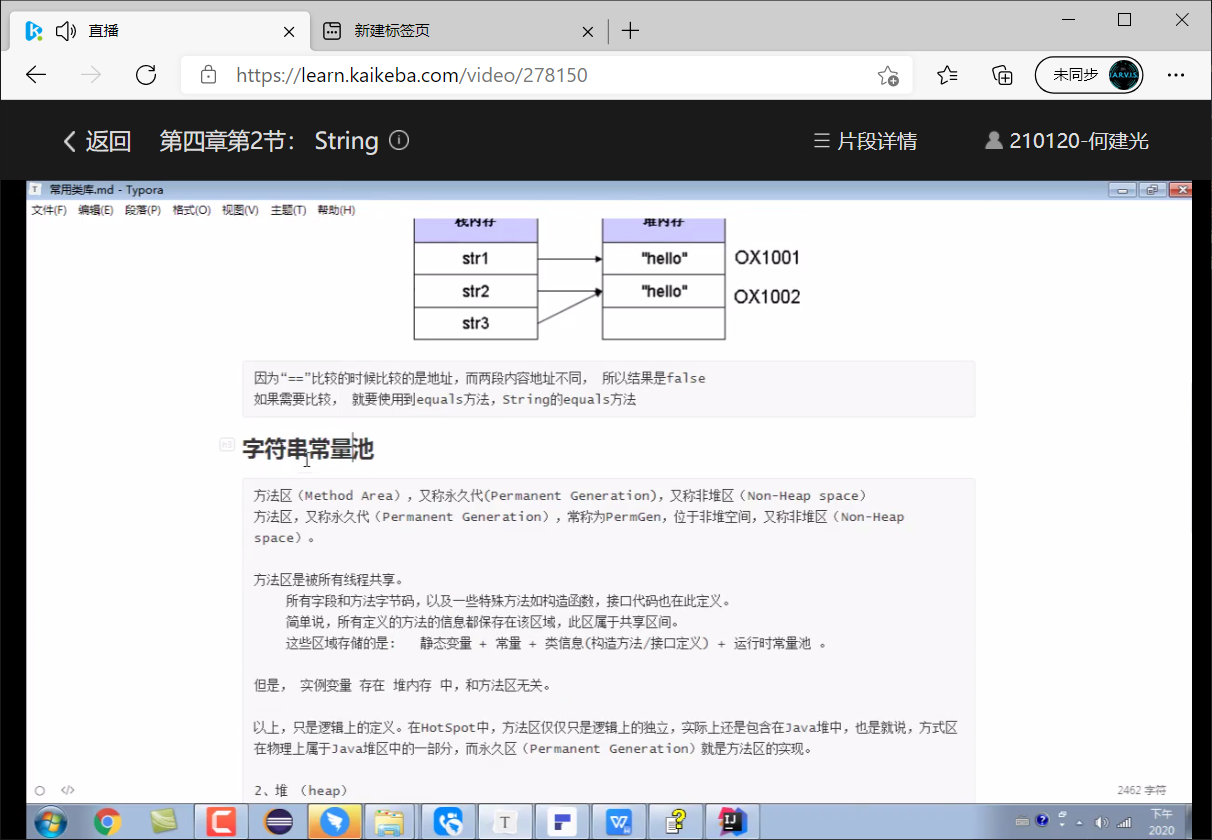 直播
新建标签页
https://learn.kaikeba.com/video/278150
未同步
J.A.R.V.I.S.
返回 第四章第2节： String
片段详情
210120-何建光
T 常用类库.md - Typora
文件(F) 编辑(E) 段落(P) 格式(O) 视图(V) 主题(T) 帮助(H)
栈内存 堆内存
str1 "hello" OX1001
str2 "hello" OX1002
str3
因为“==”比较的时候比较的是地址，而两段内容地址不同， 所以结果是false
如果需要比较， 就要使用到equals方法，String的equals方法
h3 字符串常量池
方法区（Method Area），又称永久代(Permanent Generation)，又称非堆区（Non-Heap space）
方法区，又称永久代（Permanent Generation），常称为PermGen，位于非堆空间，又称非堆区（Non-Heap
space）。
方法区是被所有线程共享。
所有字段和方法字节码，以及一些特殊方法如构造函数，接口代码也在此定义。
简单说，所有定义的方法的信息都保存在该区域，此区属于共享区间。
这些区域存储的是： 静态变量 + 常量 + 类信息(构造方法/接口定义) + 运行时常量池 。
但是， 实例变量 存在 堆内存 中，和方法区无关。
以上，只是逻辑上的定义。在HotSpot中，方法区仅仅只是逻辑上的独立，实际上还是包含在Java堆中，也是就说，方式区
在物理上属于Java堆区中的一部分，而永久区（Permanent Generation）就是方法区的实现。
2、堆 （heap）
2462 字符
下午
2020